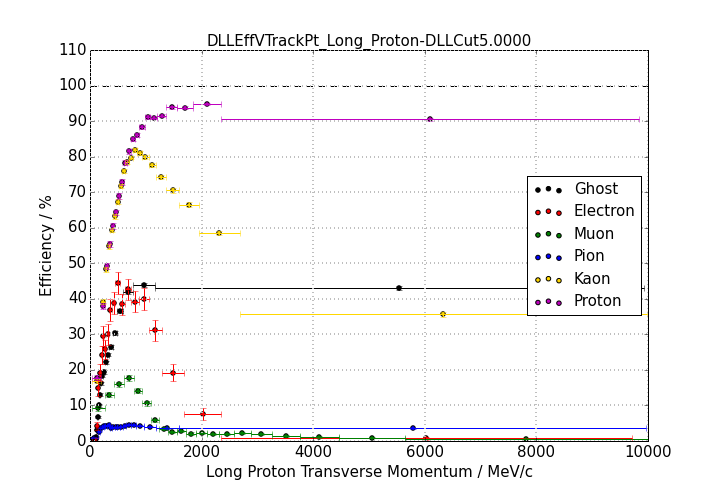 DLLEffVTrackPt_Long_Proton-DLLCut5.0000
110
100
90
80
70
60
50
40
30
20
10
0
Efficiency / %
Ghost
Electron
Muon
Pion
Kaon
Proton
0 2000 4000 6000 8000 10000
Long Proton Transverse Momentum / MeV/c